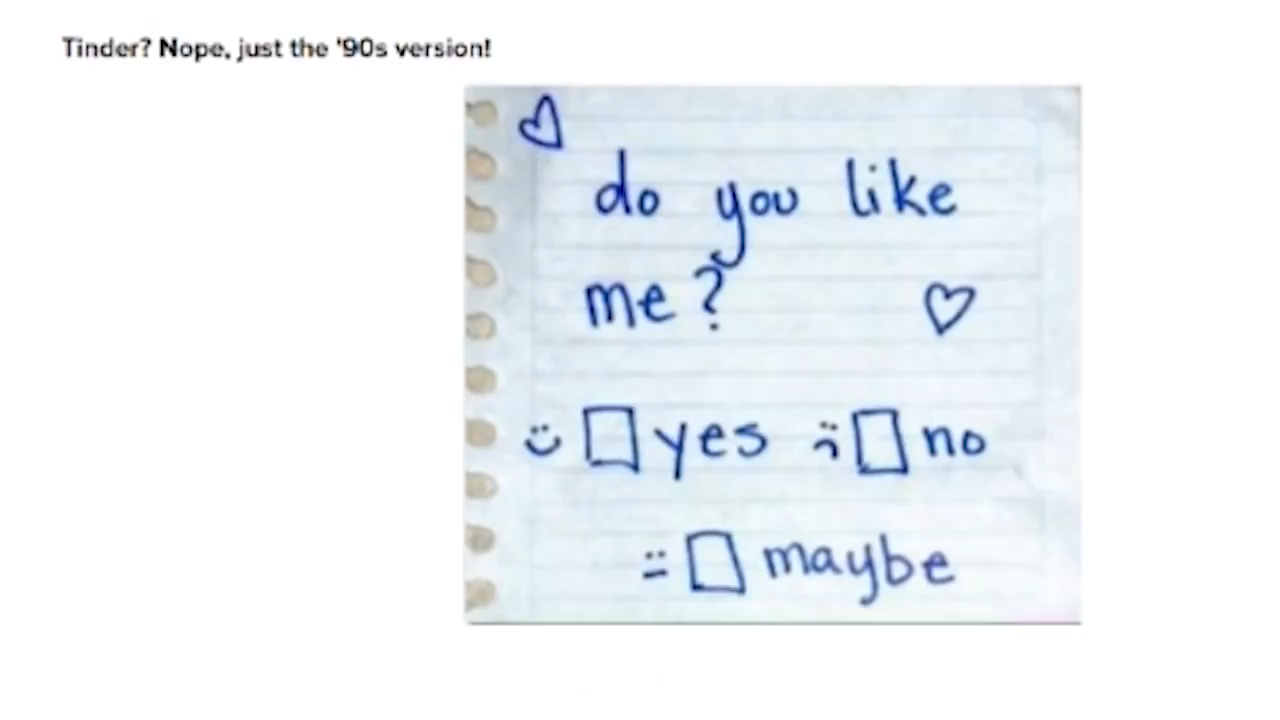 Tinder? Nope, just the '90s version!
do you like
me?
yes no
maybe